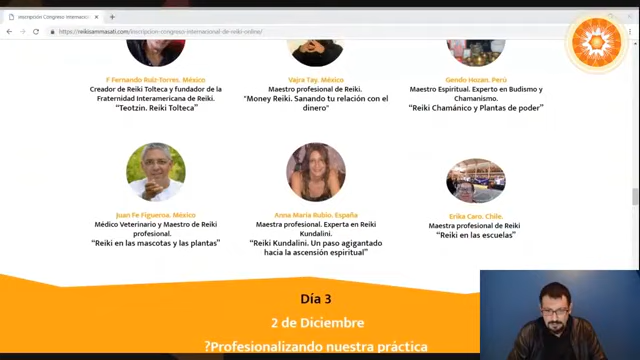 Inscripción Congreso Internacio
https://reikisammasati.com/inscripcion-congreso-internacional-de-reiki-online/
F Fernando Ruiz-Torres. México
Creador de Reiki Tolteca y fundador de la
Fraternidad Interamericana de Reiki.
“Teotzin. Reiki Tolteca”
Vajra Tay. México
Maestro profesional de Reiki.
"Money Reiki. Sanando tu relación con el
dinero"
Gendo Hozan. Perú
Maestro Espiritual. Experto en Budismo y
Chamanismo.
“Reiki Chamánico y Plantas de poder”
Juan Fe Figueroa. México
Médico Veterinario y Maestro de Reiki
profesional.
“Reiki en las mascotas y las plantas”
Anna María Rubio. España
Maestra profesional. Experta en Reiki
Kundalini.
“Reiki Kundalini. Un paso agigantado
hacia la ascensión espiritual”
Erika Caro. Chile.
Maestra profesional de Reiki
“Reiki en las escuelas”
Día 3
2 de Diciembre
?Profesionalizando nuestra práctica